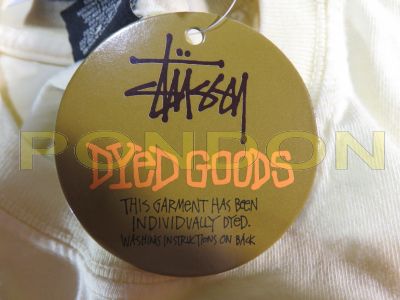 Stüssy
DYED GOODS
PONDON
THIS GARMENT HAS BEEN
INDIVIDUALLY DYED.
WASHING INSTRUCTIONS ON BACK